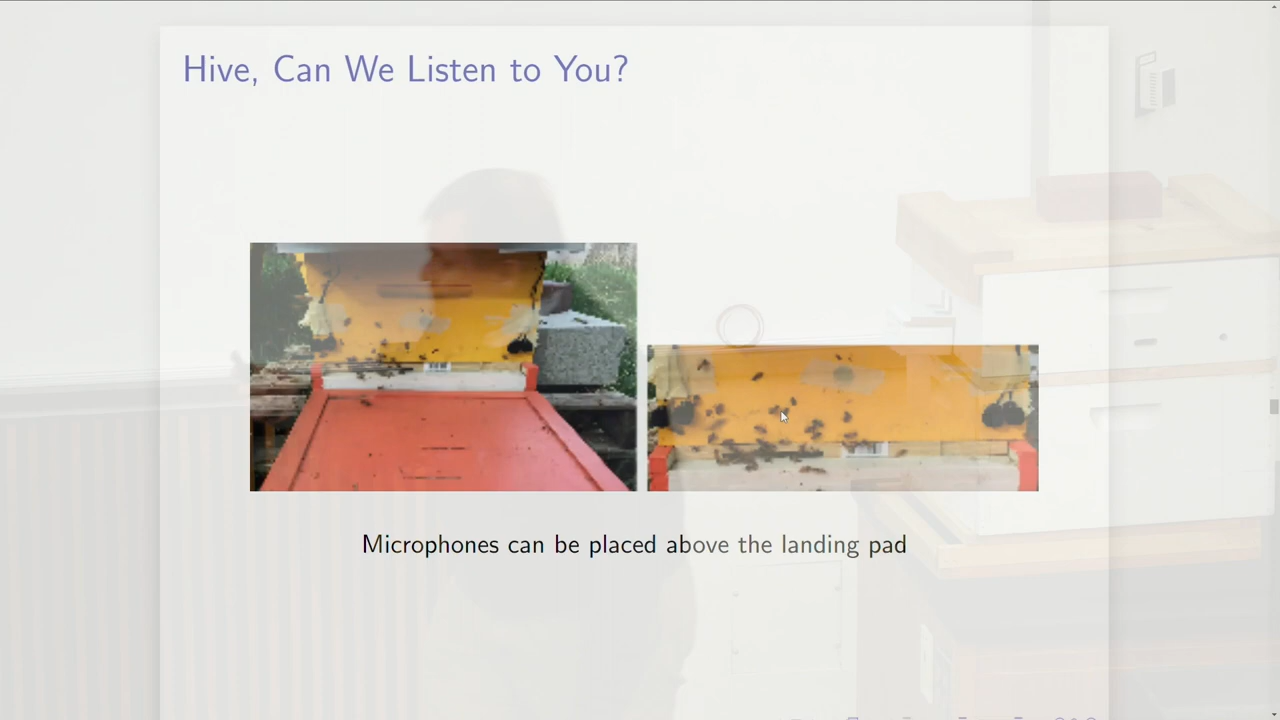 Hive, Can We Listen to You?
Microphones can be placed above the landing pad